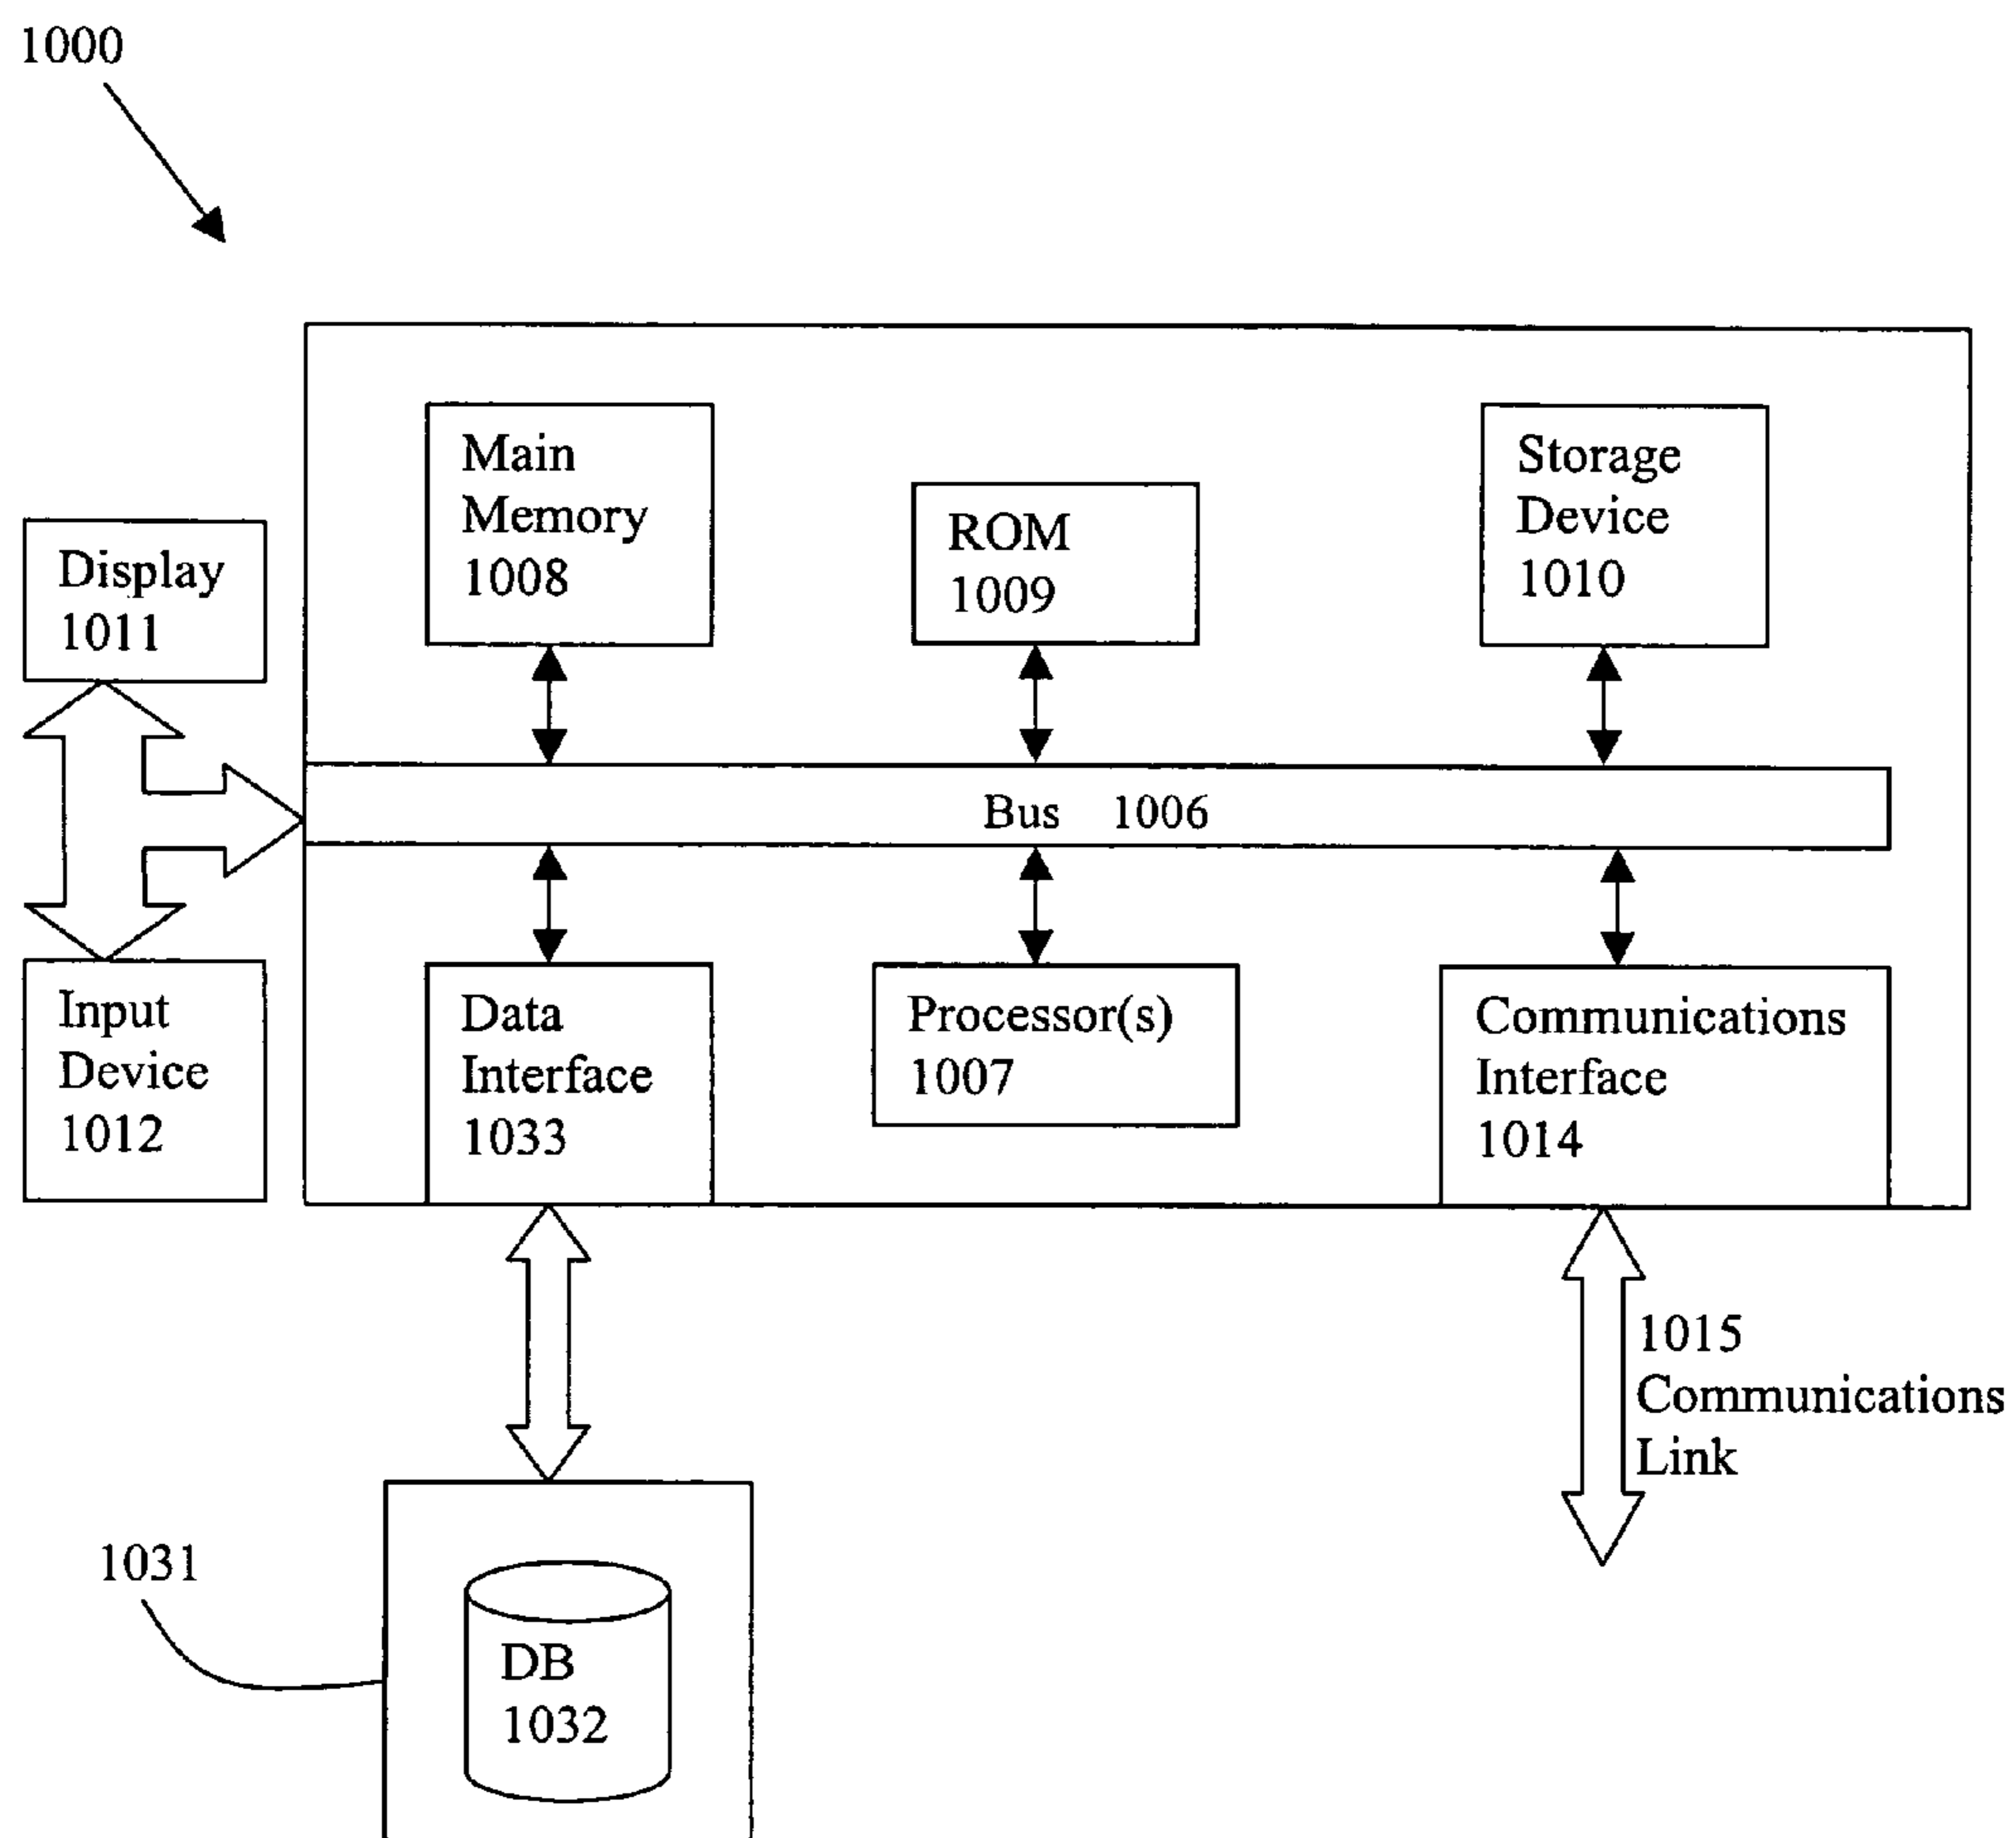 1000
Main
Memory
1008
ROM
1009
Storage
Device
1010
Display
1011
Bus 1006
Input
Device
1012
Data
Interface
1033
Processor(s)
1007
Communications
Interface
1014
1015
Communications
Link
1031
DB
1032